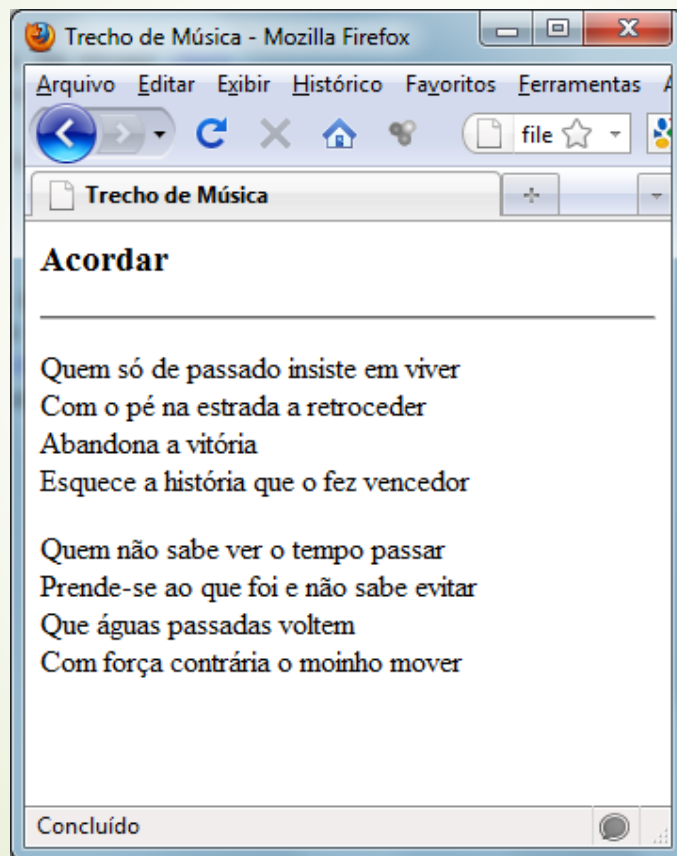 Trecho de Música - Mozilla Firefox
Arquivo Editar Exibir Histórico Favoritos Ferramentas
file
Trecho de Música
Acordar
Quem só de passado insiste em viver
Com o pé na estrada a retroceder
Abandona a vitória
Esquece a história que o fez vencedor
Quem não sabe ver o tempo passar
Prende-se ao que foi e não sabe evitar
Que águas passadas voltem
Com força contrária o moinho mover
Concluído